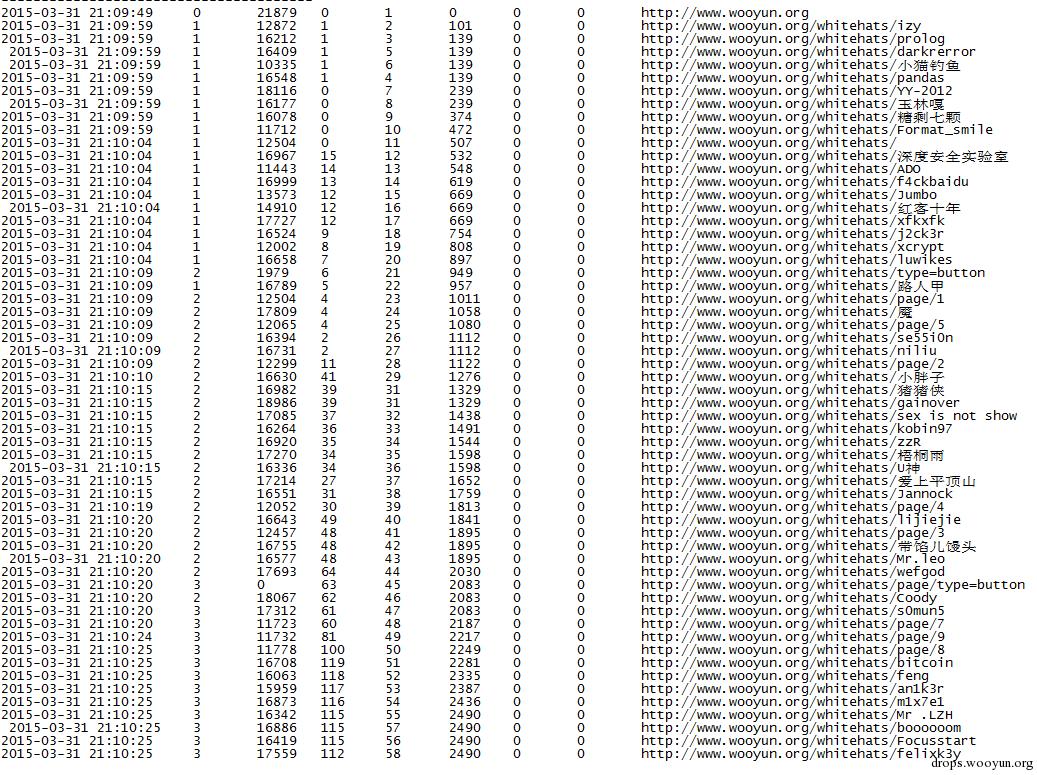 2015-03-31 21:09:49 0 21879 0 1 0 0 0 http://www.wooyun.org
2015-03-31 21:09:59 1 12872 1 2 101 0 0 http://www.wooyun.org/whitehats/izy
2015-03-31 21:09:59 1 16212 1 3 139 0 0 http://www.wooyun.org/whitehats/prolog
2015-03-31 21:09:59 1 16409 1 5 139 0 0 http://www.wooyun.org/whitehats/darkrerror
2015-03-31 21:09:59 1 10335 1 6 139 0 0 http://www.wooyun.org/whitehats/小猫钓鱼
2015-03-31 21:09:59 1 16548 1 4 139 0 0 http://www.wooyun.org/whitehats/pandas
2015-03-31 21:09:59 1 18116 0 7 239 0 0 http://www.wooyun.org/whitehats/YY-2012
2015-03-31 21:09:59 1 16177 0 8 239 0 0 http://www.wooyun.org/whitehats/玉林嘎
2015-03-31 21:09:59 1 16078 0 9 374 0 0 http://www.wooyun.org/whitehats/糖剩七颗
2015-03-31 21:09:59 1 11712 0 10 472 0 0 http://www.wooyun.org/whitehats/Format_smile
2015-03-31 21:10:04 1 12504 0 11 507 0 0 http://www.wooyun.org/whitehats/
2015-03-31 21:10:04 1 16967 15 12 532 0 0 http://www.wooyun.org/whitehats/深度安全实验室
2015-03-31 21:10:04 1 11443 14 13 548 0 0 http://www.wooyun.org/whitehats/ADO
2015-03-31 21:10:04 1 16999 13 14 619 0 0 http://www.wooyun.org/whitehats/f4ckbaidu
2015-03-31 21:10:04 1 13573 12 15 669 0 0 http://www.wooyun.org/whitehats/Jumbo
2015-03-31 21:10:04 1 14910 12 16 669 0 0 http://www.wooyun.org/whitehats/红客十年
2015-03-31 21:10:04 1 17727 12 17 669 0 0 http://www.wooyun.org/whitehats/xfkxfk
2015-03-31 21:10:04 1 16524 9 18 754 0 0 http://www.wooyun.org/whitehats/j2ck3r
2015-03-31 21:10:04 1 12002 8 19 808 0 0 http://www.wooyun.org/whitehats/xcrypt
2015-03-31 21:10:04 1 16658 7 20 897 0 0 http://www.wooyun.org/whitehats/luwikes
2015-03-31 21:10:09 2 1979 6 21 949 0 0 http://www.wooyun.org/whitehats/type=button
2015-03-31 21:10:09 1 16789 5 22 957 0 0 http://www.wooyun.org/whitehats/路人甲
2015-03-31 21:10:09 2 12504 4 23 1011 0 0 http://www.wooyun.org/whitehats/page/1
2015-03-31 21:10:09 2 17809 4 24 1058 0 0 http://www.wooyun.org/whitehats/魇
2015-03-31 21:10:09 2 12065 4 25 1080 0 0 http://www.wooyun.org/whitehats/page/5
2015-03-31 21:10:09 2 16394 2 26 1112 0 0 http://www.wooyun.org/whitehats/se55i0n
2015-03-31 21:10:09 2 16731 2 27 1112 0 0 http://www.wooyun.org/whitehats/niliu
2015-03-31 21:10:09 2 12299 11 28 1122 0 0 http://www.wooyun.org/whitehats/page/2
2015-03-31 21:10:10 2 16630 41 29 1276 0 0 http://www.wooyun.org/whitehats/小胖子
2015-03-31 21:10:15 2 16982 39 31 1329 0 0 http://www.wooyun.org/whitehats/猪猪侠
2015-03-31 21:10:15 2 18986 39 31 1329 0 0 http://www.wooyun.org/whitehats/gainover
2015-03-31 21:10:15 2 17085 37 32 1438 0 0 http://www.wooyun.org/whitehats/sex is not show
2015-03-31 21:10:15 2 16264 36 33 1491 0 0 http://www.wooyun.org/whitehats/kobin97
2015-03-31 21:10:15 2 16920 35 34 1544 0 0 http://www.wooyun.org/whitehats/zzR
2015-03-31 21:10:15 2 17270 34 35 1598 0 0 http://www.wooyun.org/whitehats/梧桐雨
2015-03-31 21:10:15 2 16336 34 36 1598 0 0 http://www.wooyun.org/whitehats/U神
2015-03-31 21:10:15 2 17214 27 37 1652 0 0 http://www.wooyun.org/whitehats/爱上平顶山
2015-03-31 21:10:15 2 16551 31 38 1759 0 0 http://www.wooyun.org/whitehats/Jannock
2015-03-31 21:10:19 2 12052 30 39 1813 0 0 http://www.wooyun.org/whitehats/page/4
2015-03-31 21:10:20 2 16643 49 40 1841 0 0 http://www.wooyun.org/whitehats/lijiejie
2015-03-31 21:10:20 2 12457 48 41 1895 0 0 http://www.wooyun.org/whitehats/page/3
2015-03-31 21:10:20 2 16755 48 42 1895 0 0 http://www.wooyun.org/whitehats/带馅儿馒头
2015-03-31 21:10:20 2 16577 48 43 1895 0 0 http://www.wooyun.org/whitehats/Mr.leo
2015-03-31 21:10:20 2 17693 64 44 2030 0 0 http://www.wooyun.org/whitehats/wefgod
2015-03-31 21:10:20 3 0 63 45 2083 0 0 http://www.wooyun.org/whitehats/page/type=button
2015-03-31 21:10:20 2 18067 62 46 2083 0 0 http://www.wooyun.org/whitehats/Coody
2015-03-31 21:10:20 3 17312 61 47 2083 0 0 http://www.wooyun.org/whitehats/s0mun5
2015-03-31 21:10:20 3 11723 60 48 2187 0 0 http://www.wooyun.org/whitehats/page/7
2015-03-31 21:10:24 3 11732 81 49 2217 0 0 http://www.wooyun.org/whitehats/page/9
2015-03-31 21:10:25 3 11778 100 50 2249 0 0 http://www.wooyun.org/whitehats/page/8
2015-03-31 21:10:25 3 16708 119 51 2281 0 0 http://www.wooyun.org/whitehats/bitcoin
2015-03-31 21:10:25 3 16063 118 52 2335 0 0 http://www.wooyun.org/whitehats/feng
2015-03-31 21:10:25 3 15959 117 53 2387 0 0 http://www.wooyun.org/whitehats/an1k3r
2015-03-31 21:10:25 3 16873 116 54 2436 0 0 http://www.wooyun.org/whitehats/m1x7e1
2015-03-31 21:10:25 3 16342 115 55 2490 0 0 http://www.wooyun.org/whitehats/Mr .LZH
2015-03-31 21:10:25 3 16886 115 57 2490 0 0 http://www.wooyun.org/whitehats/boooooom
2015-03-31 21:10:25 3 16419 115 56 2490 0 0 http://www.wooyun.org/whitehats/Focusstart
2015-03-31 21:10:25 3 17559 112 58 2490 0 0 http://www.wooyun.org/whitehats/felixk3y
drops.wooyun.org